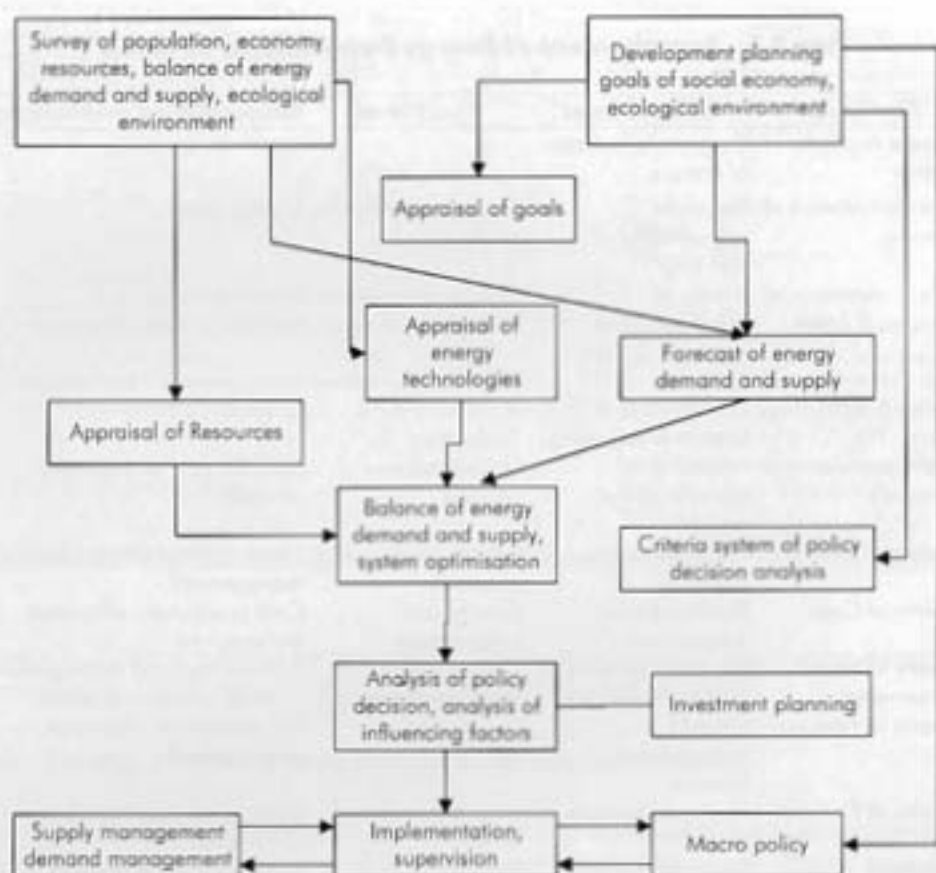 Survey of population, economy
resources, balance of energy
demand and supply, ecological
environment
Development planning
goals of social economy,
ecological environment
Appraisal of goals
Appraisal of
energy
technologies
Forecast of energy
demand and supply
Appraisal of Resources
Balance of energy
demand and supply,
system optimisation
Criteria system of policy
decision analysis
Analysis of policy
decision, analysis of
influencing factors
Investment planning
Supply management
demand management
Implementation,
supervision
Macro policy